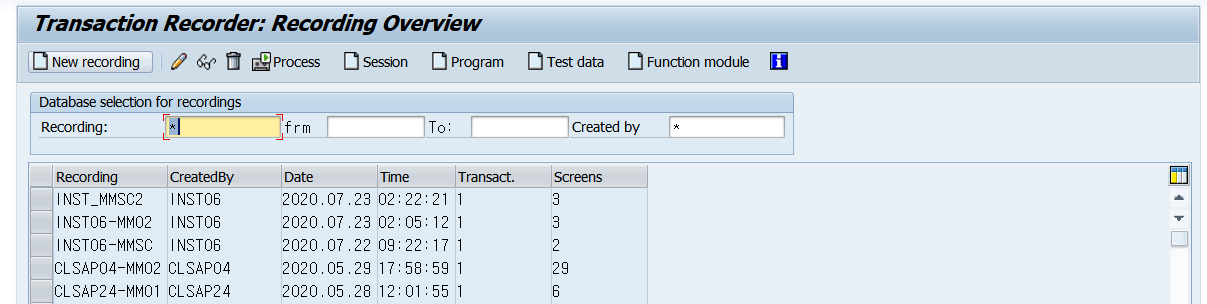 Transaction Recorder: Recording Overview
New recording Process Session Program Test data Function module
Database selection for recordings
Recording: * frm To: Created by *
Recording CreatedBy Date Time Transact. Screens
INST_MMSC2 INST06 2020.07.23 02:22:21 1 3
INST06-MM02 INST06 2020.07.23 02:05:12 1 3
INST06-MMSC INST06 2020.07.22 09:22:17 1 2
CLSAP04-MM02 CLSAP04 2020.05.29 17:58:59 1 29
CLSAP24-MM01 CLSAP24 2020.05.28 12:01:55 1 6